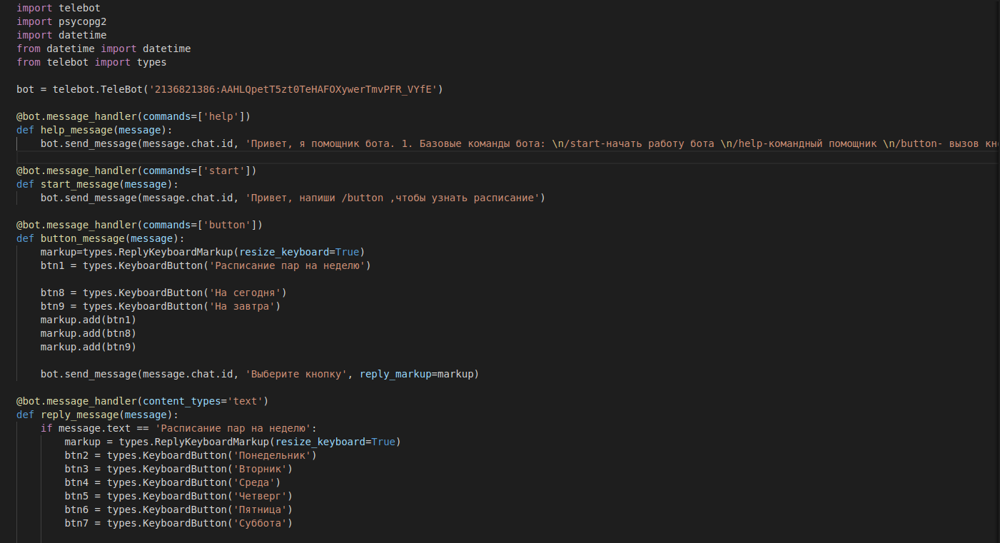 import telebot
import psycopg2
import datetime
from datetime import datetime
from telebot import types
bot = telebot.TeleBot('2136821386:AAHLQpetT5zt0TeHAFOXywerTmvPFR_VYfE')
@bot.message_handler(commands=['help'])
def help_message(message):
    bot.send_message(message.chat.id, 'Привет, я помощник бота. 1. Базовые команды бота: \n/start-начать работу бота \n/help-командный помощник \n/button- вызов
@bot.message_handler(commands=['start'])
def start_message(message):
    bot.send_message(message.chat.id, 'Привет, напиши /button ,чтобы узнать расписание')
@bot.message_handler(commands=['button'])
def button_message(message):
    markup=types.ReplyKeyboardMarkup(resize_keyboard=True)
    btn1 = types.KeyboardButton('Расписание пар на неделю')
    btn8 = types.KeyboardButton('На сегодня')
    btn9 = types.KeyboardButton('На завтра')
    markup.add(btn1)
    markup.add(btn8)
    markup.add(btn9)
    bot.send_message(message.chat.id, 'Выберите кнопку', reply_markup=markup)
@bot.message_handler(content_types='text')
def reply_message(message):
    if message.text == 'Расписание пар на неделю':
        markup = types.ReplyKeyboardMarkup(resize_keyboard=True)
        btn2 = types.KeyboardButton('Понедельник')
        btn3 = types.KeyboardButton('Вторник')
        btn4 = types.KeyboardButton('Среда')
        btn5 = types.KeyboardButton('Четверг')
        btn6 = types.KeyboardButton('Пятница')
        btn7 = types.KeyboardButton('Суббота')